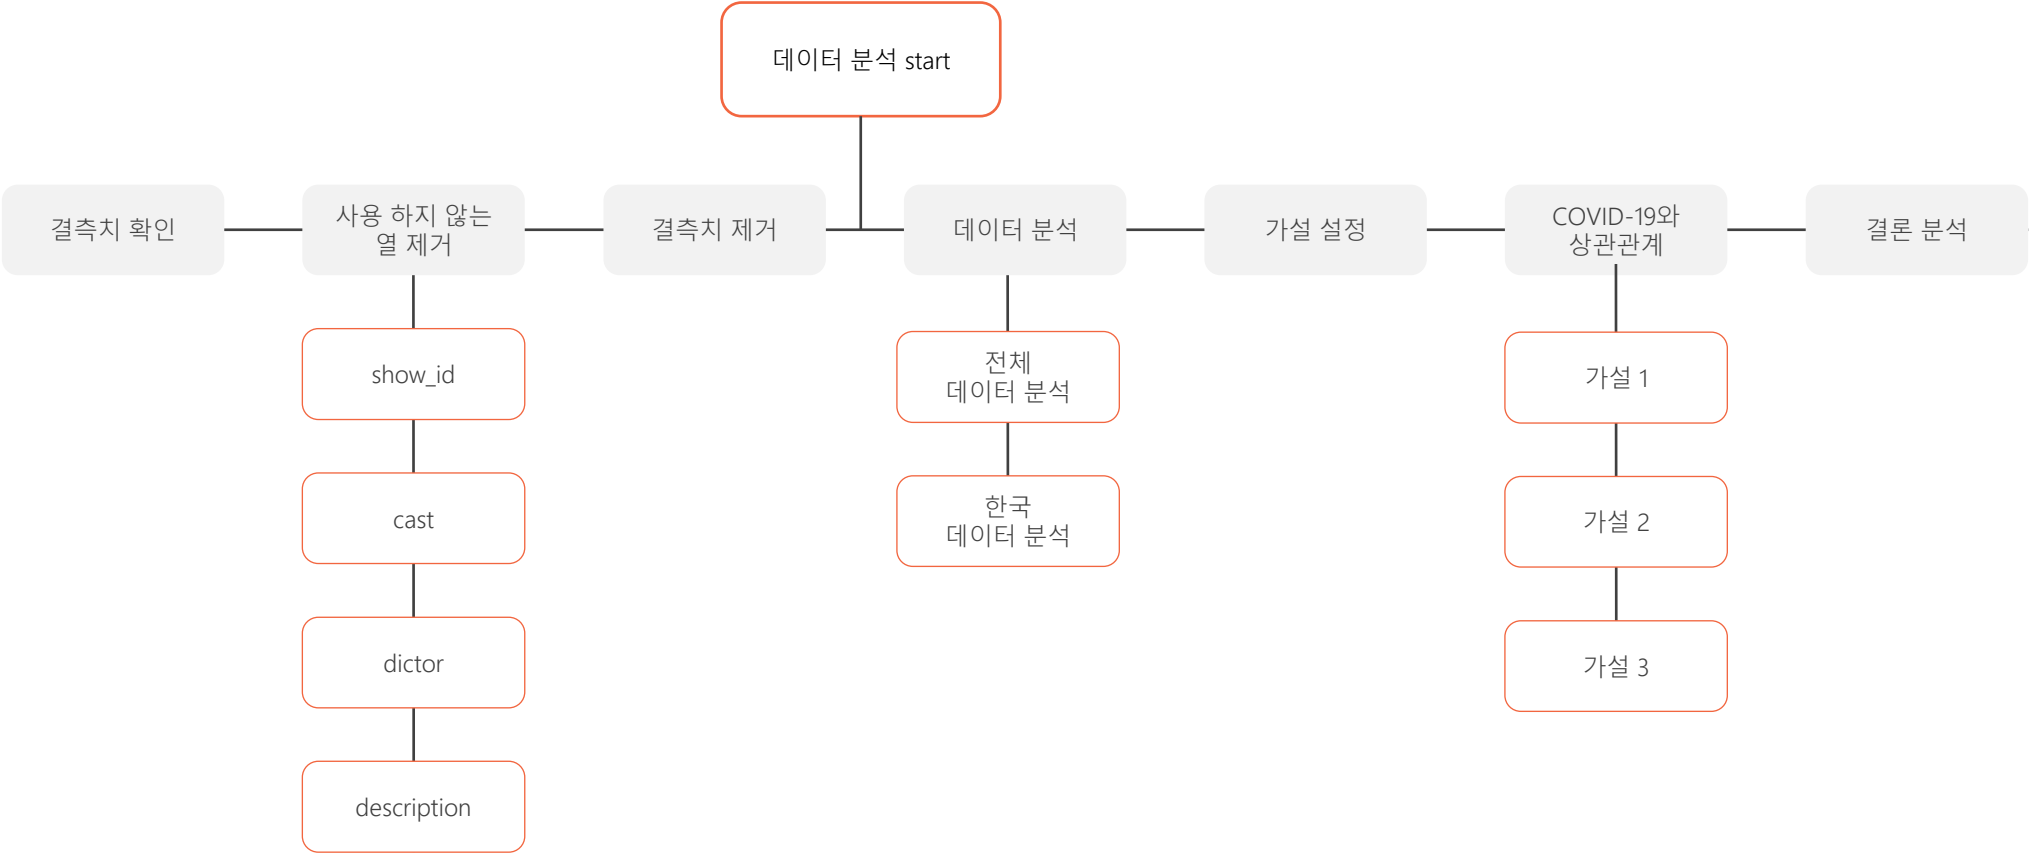 데이터 분석 start
결측치 확인
사용 하지 않는
열 제거
결측치 제거
데이터 분석
가설 설정
COVID-19와
상관관계
결론 분석
show_id
cast
dictor
description
전체
데이터 분석
한국
데이터 분석
가설 1
가설 2
가설 3